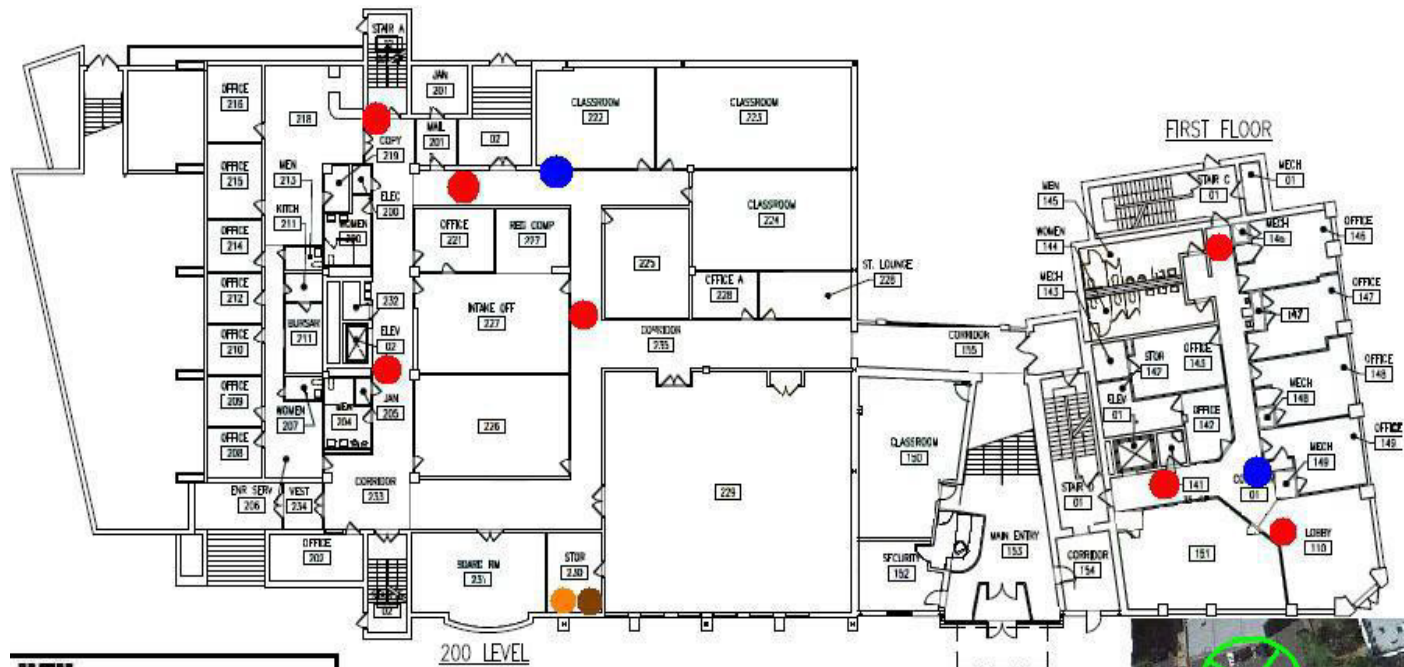 STAIR A
JAN
201
OFFICE
216
218
CLASSROOM
222
CLASSROOM
223
FIRST FLOOR
MAIL
201
02
COPY
219
MEN
213
OFFICE
215
KITCH
211
ELEC
200
WOMEN
200
OFFICE
221
REG COMP
227
CLASSROOM
224
225
OFFICE
214
OFFICE A
228
ST. LOUNGE
228
OFFICE
212
232
INTAKE OFF
227
BURSAR
211
ELEV
02
CORRIDOR
235
OFFICE
210
OFFICE
209
WOMEN
207
MEN
204
JAN
205
226
OFFICE
208
229
ENR SERV
206
VEST
234
CORRIDOR
233
OFFICE
202
02
BOARD RM
231
STOR
230
200 LEVEL
CORRIDOR
155
CLASSROOM
150
SECURITY
152
MAIN ENTRY
153
CORRIDOR
154
STAIR
01
MECH
01
STAIR C
01
MEN
145
WOMEN
144
MECH
143
MECH
146
OFFICE
146
OFFICE
147
147
STOR
142
OFFICE
143
OFFICE
148
MECH
148
ELEV
01
OFFICE
142
OFFICE
149
MECH
149
141
01
LOBBY
110
151